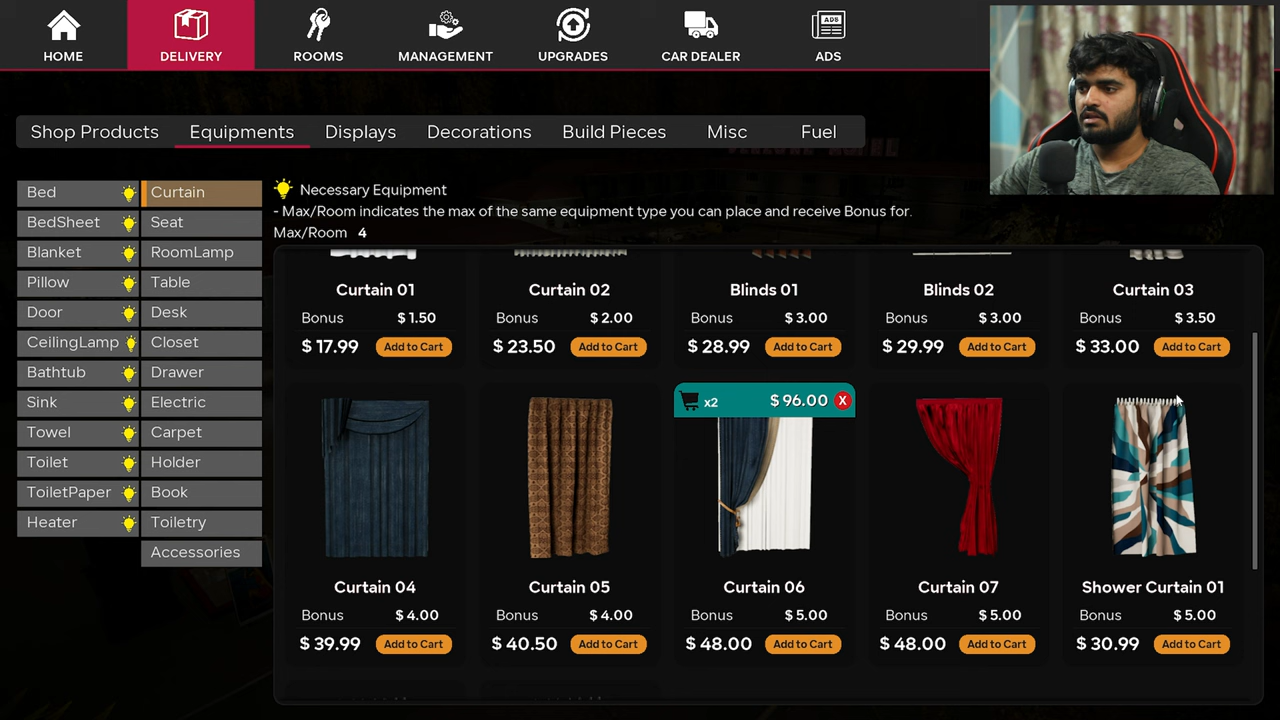 HOME
DELIVERY
ROOMS
MANAGEMENT
UPGRADES
CAR DEALER
ADS
ADS
Shop Products
Equipments
Displays
Decorations
Build Pieces
Misc
Fuel
Bed
Curtain
BedSheet
Seat
Blanket
RoomLamp
Pillow
Table
Door
Desk
CeilingLamp
Closet
Bathtub
Drawer
Sink
Electric
Towel
Carpet
Toilet
Holder
ToiletPaper
Book
Heater
Toiletry
Accessories
Necessary Equipment
- Max/Room indicates the max of the same equipment type you can place and receive Bonus for.
Max/Room 4
Curtain 01
Bonus $ 1.50
$ 17.99 Add to Cart
Curtain 02
Bonus $ 2.00
$ 23.50 Add to Cart
Blinds 01
Bonus $ 3.00
$ 28.99 Add to Cart
Blinds 02
Bonus $ 3.00
$ 29.99 Add to Cart
Curtain 03
Bonus $ 3.50
$ 33.00 Add to Cart
Curtain 04
Bonus $ 4.00
$ 39.99 Add to Cart
Curtain 05
Bonus $ 4.00
$ 40.50 Add to Cart
x2 $ 96.00 X
Curtain 06
Bonus $ 5.00
$ 48.00 Add to Cart
Curtain 07
Bonus $ 5.00
$ 48.00 Add to Cart
Shower Curtain 01
Bonus $ 5.00
$ 30.99 Add to Cart